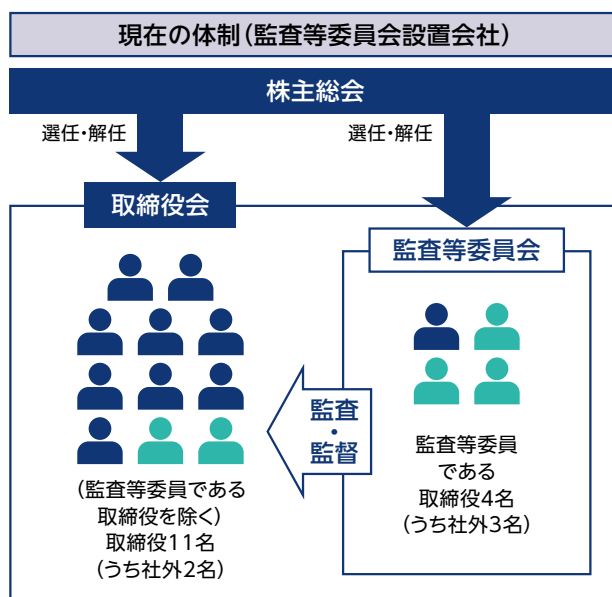 現在の体制（監査等委員会設置会社）
株主総会
選任・解任
選任・解任
取締役会
監査等委員会
監査
・
監督
（監査等委員である
取締役を除く）
取締役11名
（うち社外2名）
監査等委員
である
取締役4名
（うち社外3名）